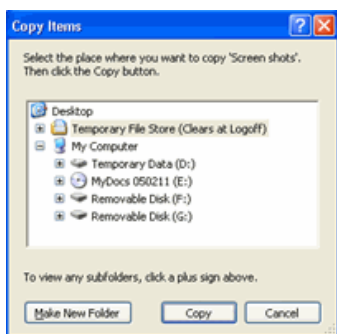 Copy Items
Select the place where you want to copy 'Screen shots'.
Then click the Copy button.
Desktop
Temporary File Store (Clears at Logoff)
My Computer
Temporary Data (D:)
MyDocs 050211 (E:)
Removable Disk (F:)
Removable Disk (G:)
To view any subfolders, click a plus sign above.
Make New Folder Copy Cancel